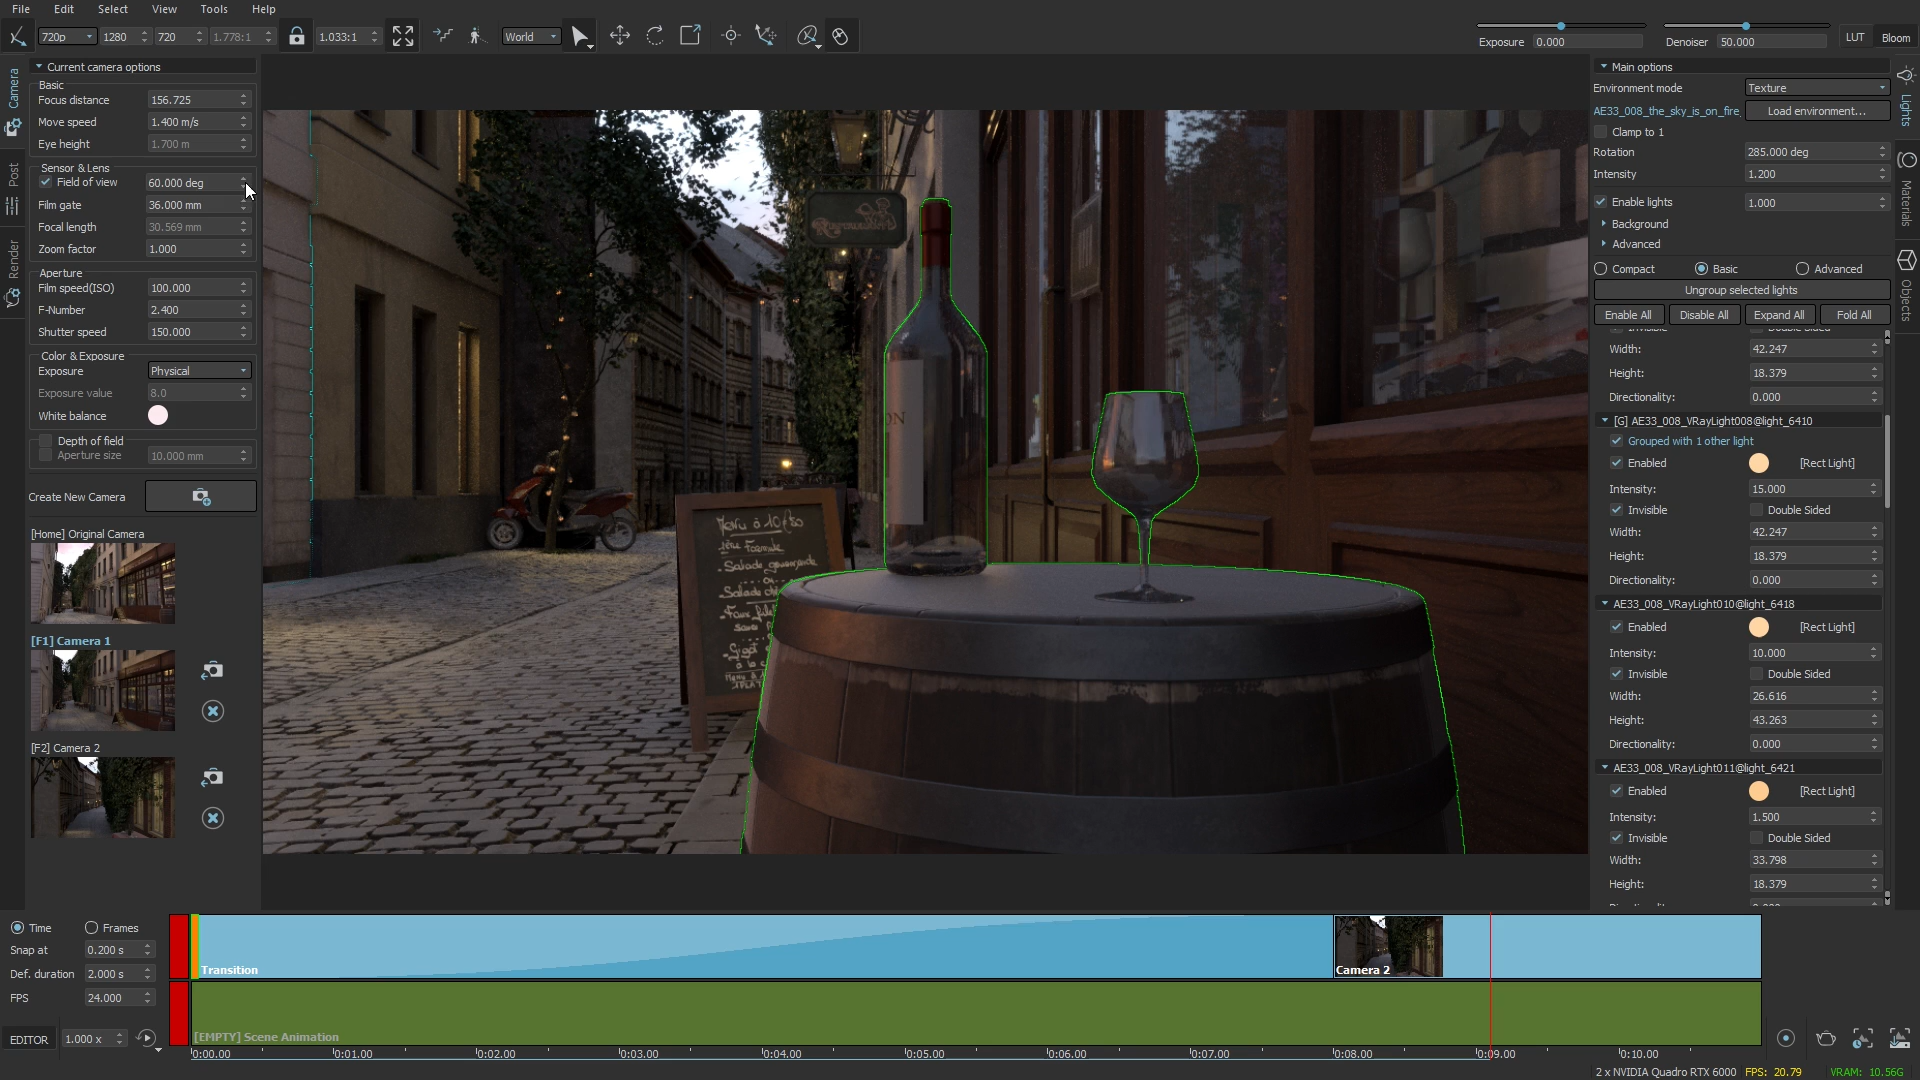 File Edit Select View Tools Help
720p 1280 720 1.778:1 1.033:1 World
Exposure 0.000 Denoiser 50.000 LUT Bloom
Camera
Post
Render
Current camera options
Basic
Focus distance 156.725
Move speed 1.400 m/s
Eye height 1.700 m
Sensor & Lens
Field of view 60.000 deg
Film gate 36.000 mm
Focal length 30.569 mm
Zoom factor 1.000
Aperture
Film speed(ISO) 100.000
F-Number 2.400
Shutter speed 150.000
Color & Exposure
Exposure Physical
Exposure value 8.0
White balance
Depth of field
Aperture size 10.000 mm
Create New Camera
[Home] Original Camera
[F1] Camera 1
[F2] Camera 2
ON
Menu à 10€50
1ère Formule
- Salade gourmande
ou
Main options
Environment mode Texture
AE33_008_the_sky_is_on_fire. Load environment...
Clamp to 1
Rotation 285.000 deg
Intensity 1.200
Enable lights 1.000
Background
Advanced
Compact Basic Advanced
Ungroup selected lights
Enable All Disable All Expand All Fold All
Invisible Double Sided
Width: 42.247
Height: 18.379
Directionality: 0.000
[G] AE33_008_VRayLight008@light_6410
Grouped with 1 other light
Enabled [Rect Light]
Intensity: 15.000
Invisible Double Sided
Width: 42.247
Height: 18.379
Directionality: 0.000
AE33_008_VRayLight010@light_6418
Enabled [Rect Light]
Intensity: 10.000
Invisible Double Sided
Width: 26.616
Height: 43.263
Directionality: 0.000
AE33_008_VRayLight011@light_6421
Enabled [Rect Light]
Intensity: 1.500
Invisible Double Sided
Width: 33.798
Height: 18.379
Lights
Materials
Objects
Time Frames
Snap at 0.200 s
Def. duration 2.000 s
FPS 24.000
EDITOR 1.000 x
Transition
Camera 2
[EMPTY] Scene Animation
0:00.00 0:01.00 0:02.00 0:03.00 0:04.00 0:05.00 0:06.00 0:07.00 0:08.00 0:09.00 0:10.00
2 x NVIDIA Quadro RTX 6000 FPS: 20.79 VRAM: 10.56G